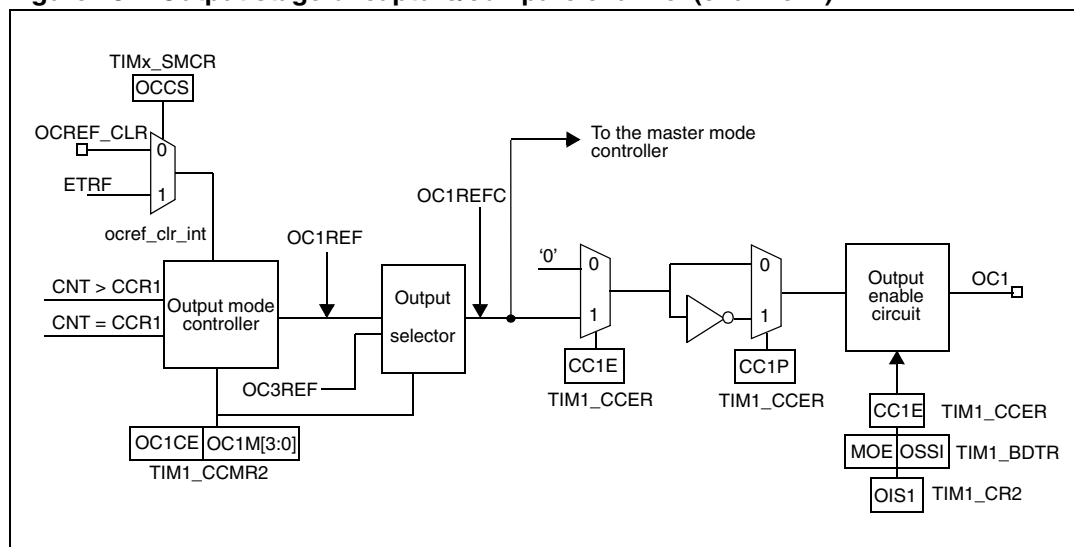 TIMx_SMCR
OCCS
OCREF_CLR
0
ETRF
1
ocref_clr_int
To the master mode
controller
OC1REFC
OC1REF
CNT > CCR1
CNT = CCR1
Output mode
controller
Output
selector
OC3REF
OC1CE
OC1M[3:0]
TIM1_CCMR2
'0'
0
1
CC1E
TIM1_CCER
0
1
CC1P
TIM1_CCER
Output
enable
circuit
OC1
CC1E
TIM1_CCER
MOE
OSSI
TIM1_BDTR
OIS1
TIM1_CR2